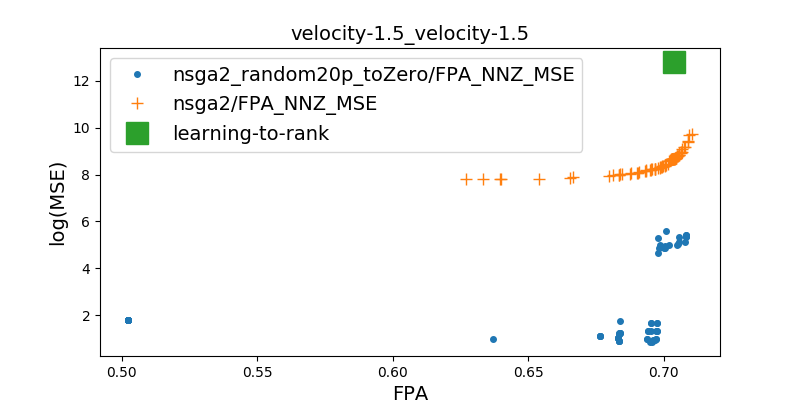 velocity-1.5_velocity-1.5
nsga2_random20p_toZero/FPA_NNZ_MSE
nsga2/FPA_NNZ_MSE
learning-to-rank
log(MSE)
12
10
8
6
4
2
0.50 0.55 0.60 0.65 0.70
FPA